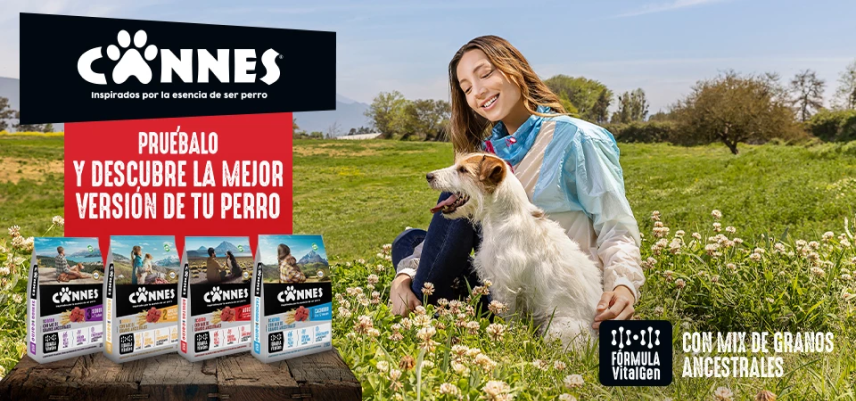 CANNES
Inspirados por la esencia de ser perro
PRUÉBALO
Y DESCUBRE LA MEJOR
VERSIÓN DE TU PERRO
CANNES
CANNES
CANNES
CANNES
FÓRMULA
VitalGen
CON MIX DE GRANOS
ANCESTRALES